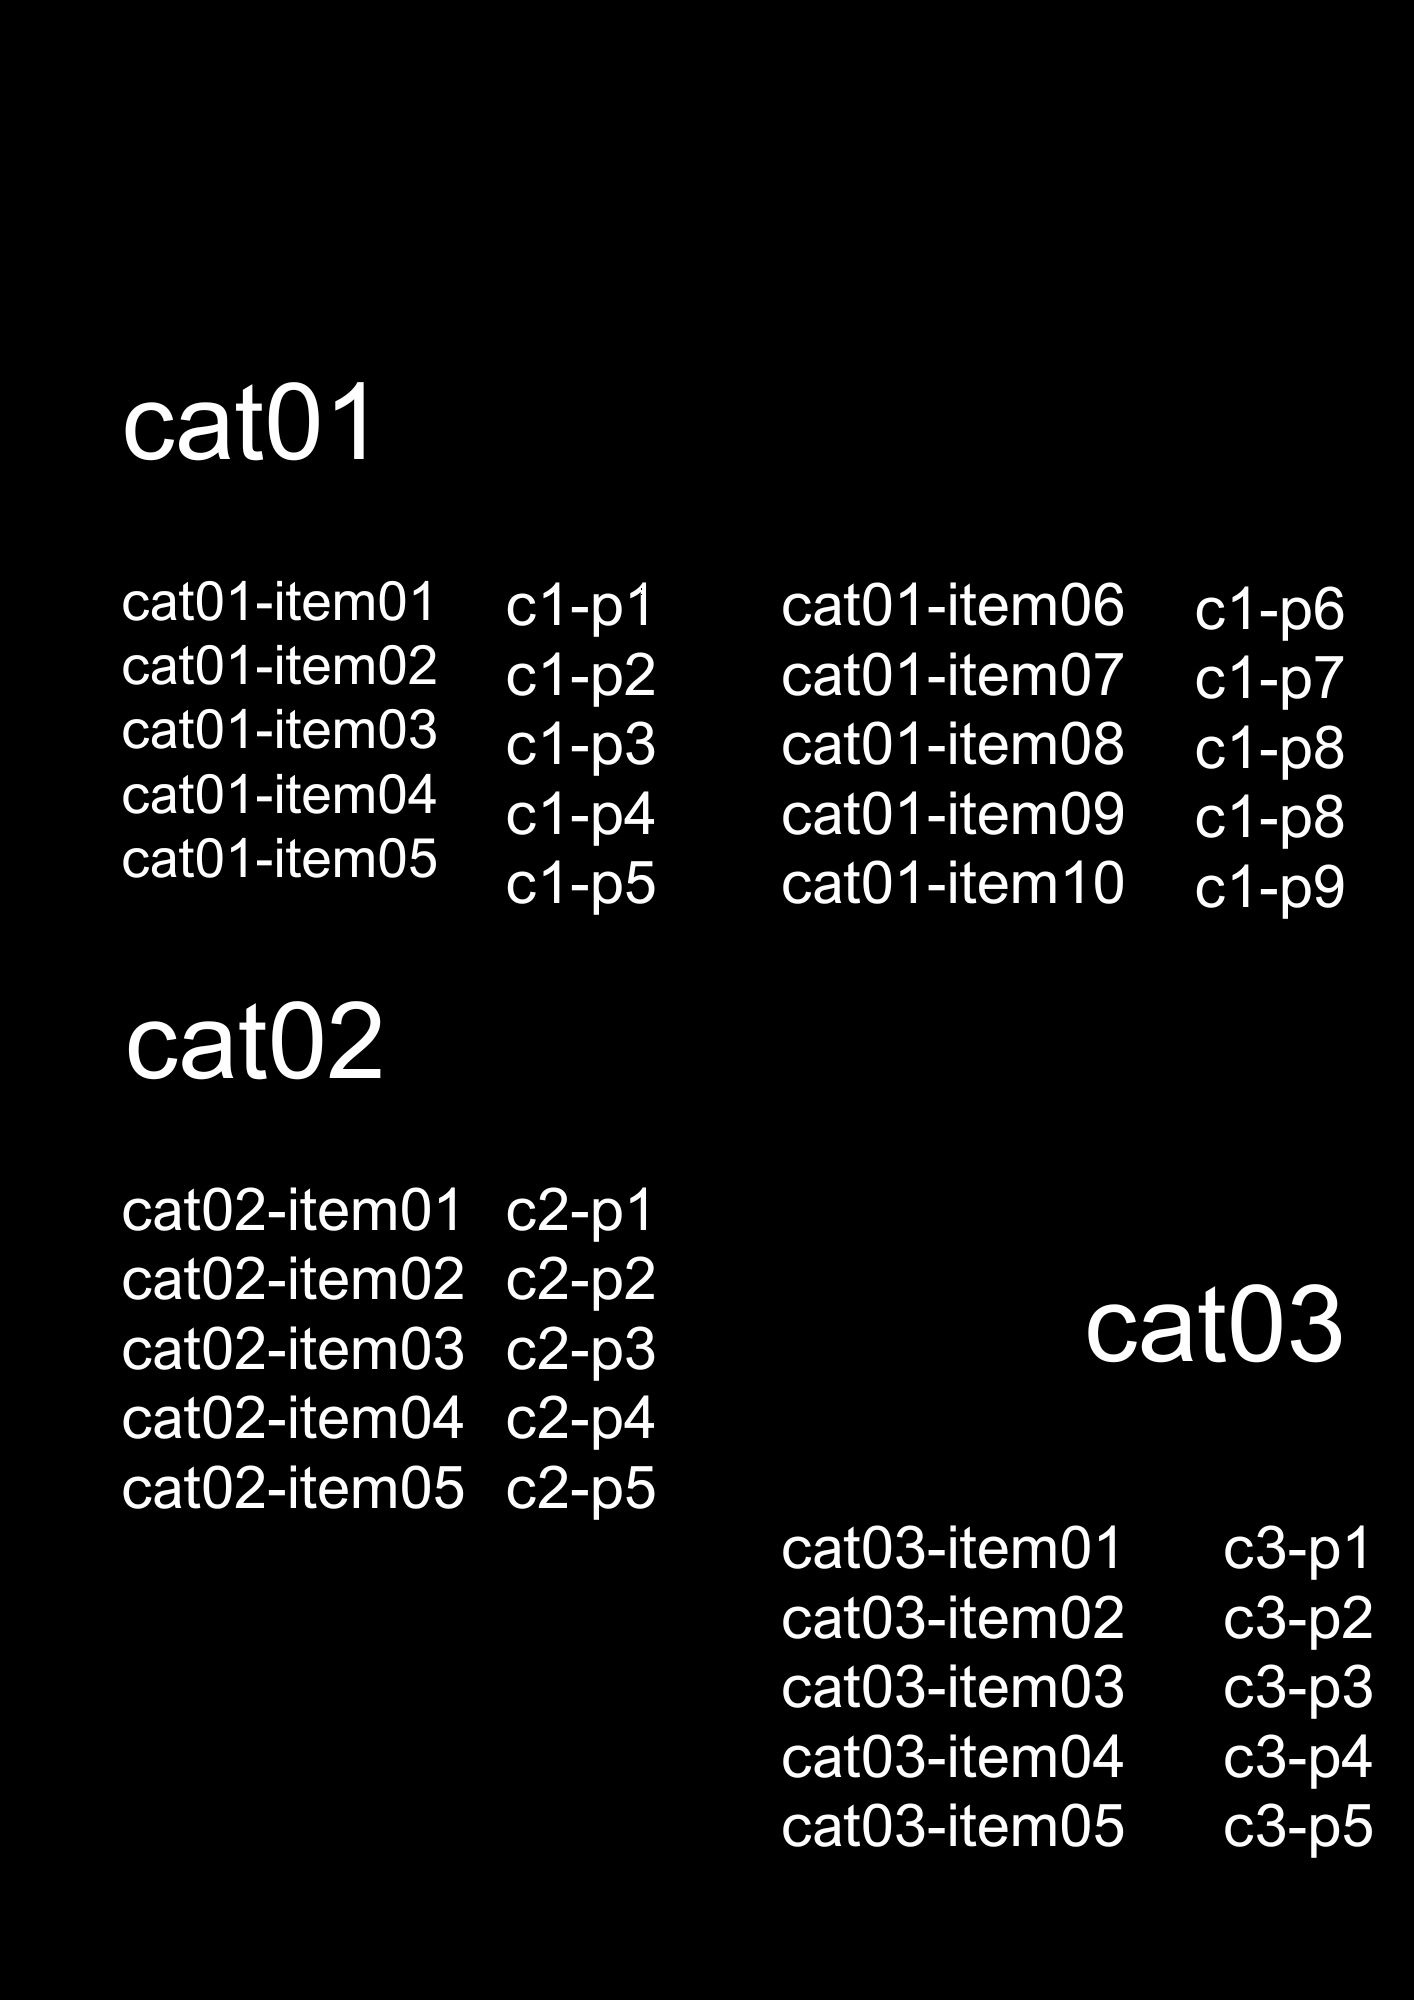 cat01
cat01-item01 c1-p1 cat01-item06 c1-p6
cat01-item02 c1-p2 cat01-item07 c1-p7
cat01-item03 c1-p3 cat01-item08 c1-p8
cat01-item04 c1-p4 cat01-item09 c1-p8
cat01-item05 c1-p5 cat01-item10 c1-p9
cat02
cat02-item01 c2-p1
cat02-item02 c2-p2
cat02-item03 c2-p3
cat02-item04 c2-p4
cat02-item05 c2-p5
cat03
cat03-item01 c3-p1
cat03-item02 c3-p2
cat03-item03 c3-p3
cat03-item04 c3-p4
cat03-item05 c3-p5